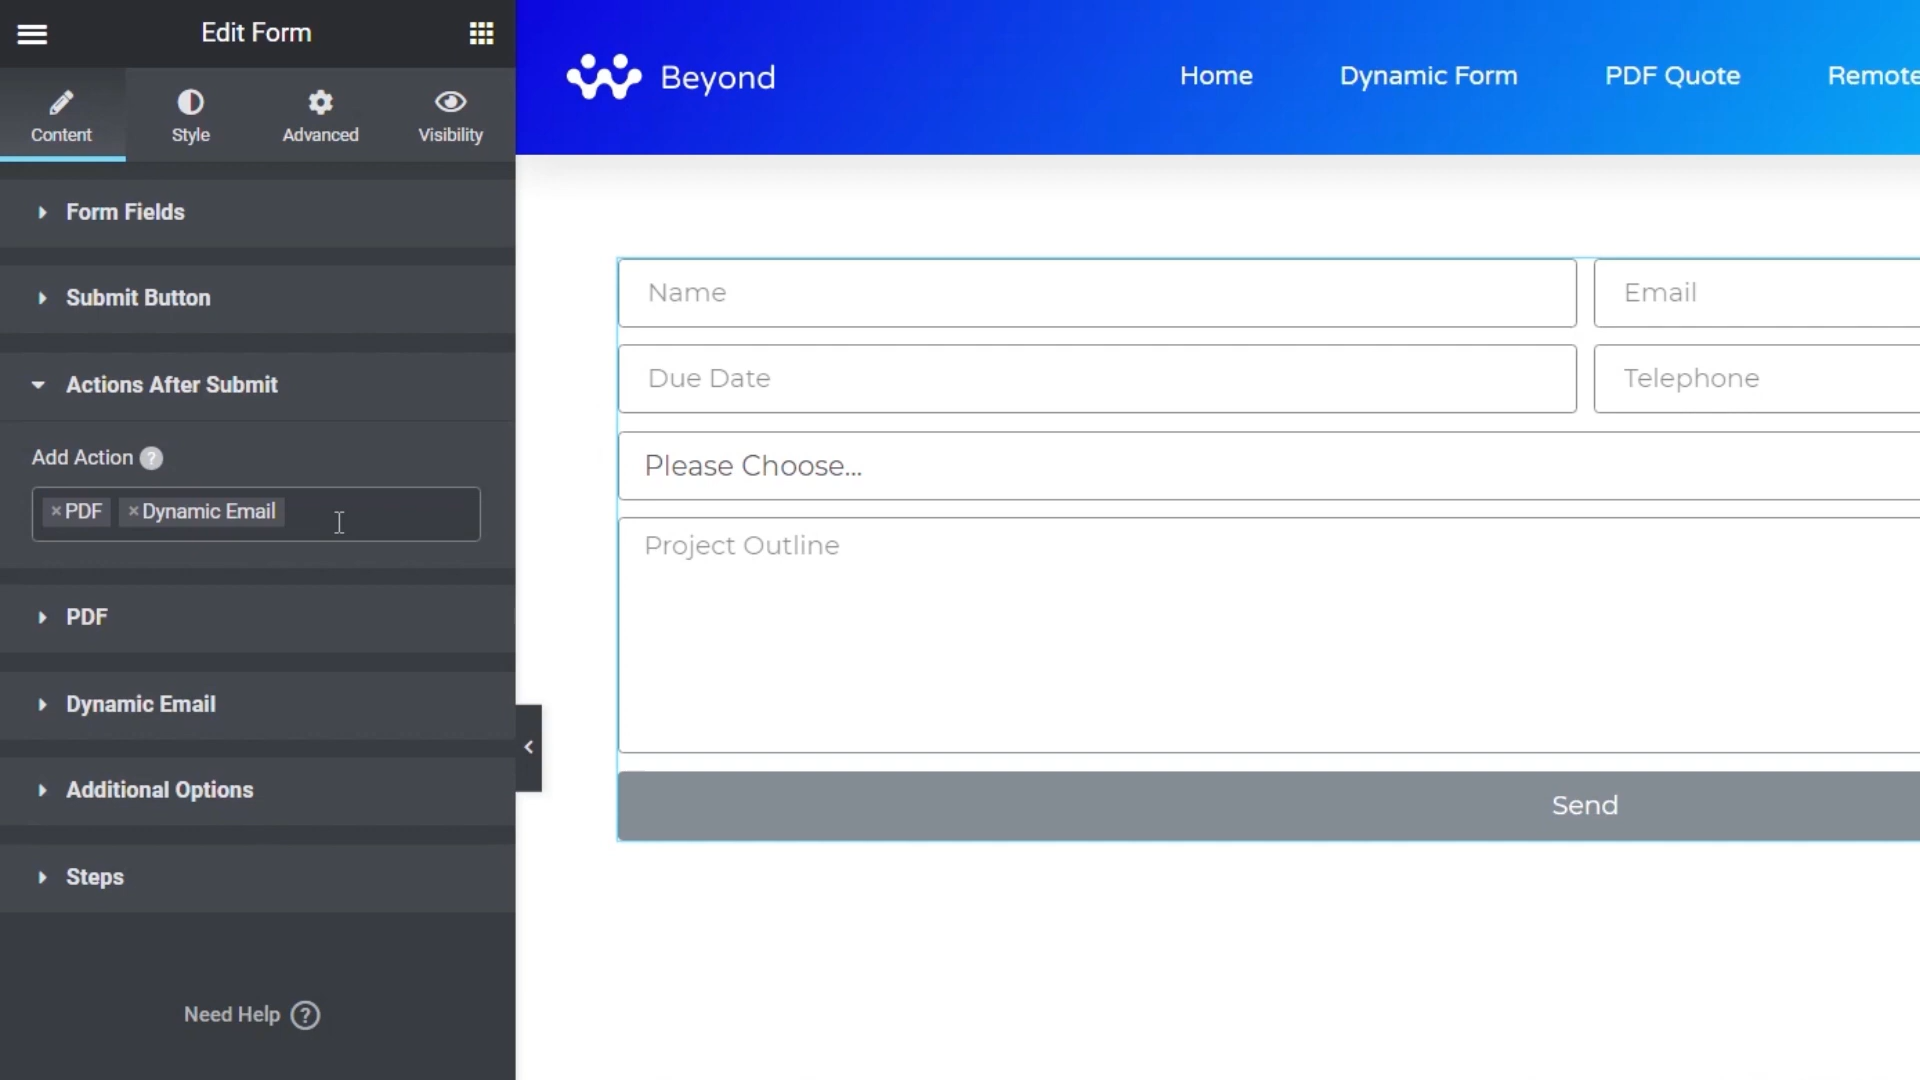 Edit Form
Content
Style
Advanced
Visibility
Form Fields
Submit Button
Actions After Submit
Add Action ?
× PDF × Dynamic Email
PDF
Dynamic Email
Additional Options
Steps
Need Help ?
Beyond
Home
Dynamic Form
PDF Quote
Remote
Name
Email
Due Date
Telephone
Please Choose...
Project Outline
Send